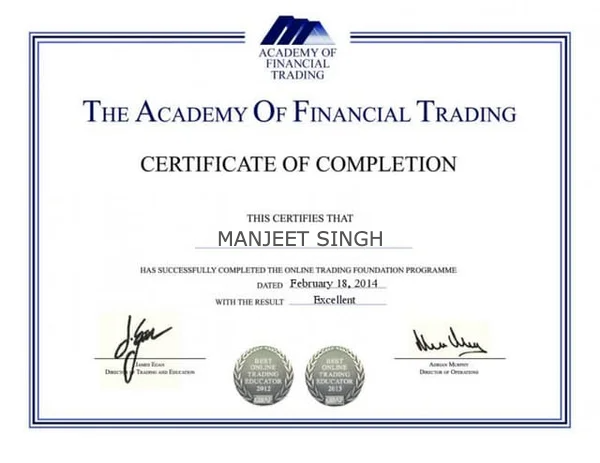 ACADEMY OF
FINANCIAL
TRADING
THE ACADEMY OF FINANCIAL TRADING
CERTIFICATE OF COMPLETION
THIS CERTIFIES THAT
MANJEET SINGH
HAS SUCCESSFULLY COMPLETED THE ONLINE TRADING FOUNDATION PROGRAMME
DATED February 18, 2014
WITH THE RESULT Excellent
JAMES EGAN
DIRECTOR OF TRADING AND EDUCATION
BEST
ONLINE
TRADING
EDUCATOR
2012
BEST
ONLINE
TRADING
EDUCATOR
2013
ADRIAN MURPHY
DIRECTOR OF OPERATIONS